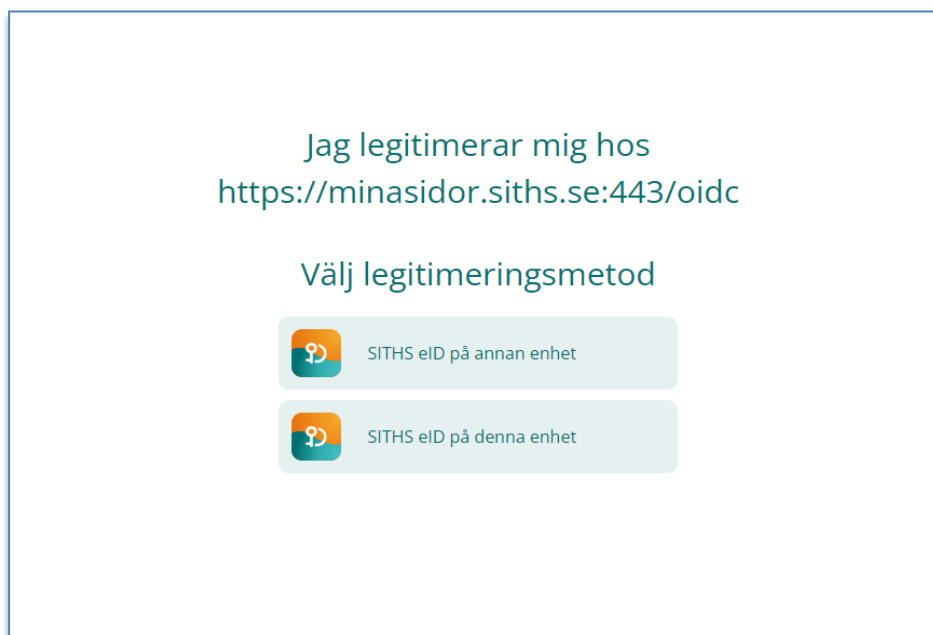 Jag legitimerar mig hos
https://minasidor.siths.se:443/oidc
Välj legitimeringsmetod
SITHS eID på annan enhet
SITHS eID på denna enhet